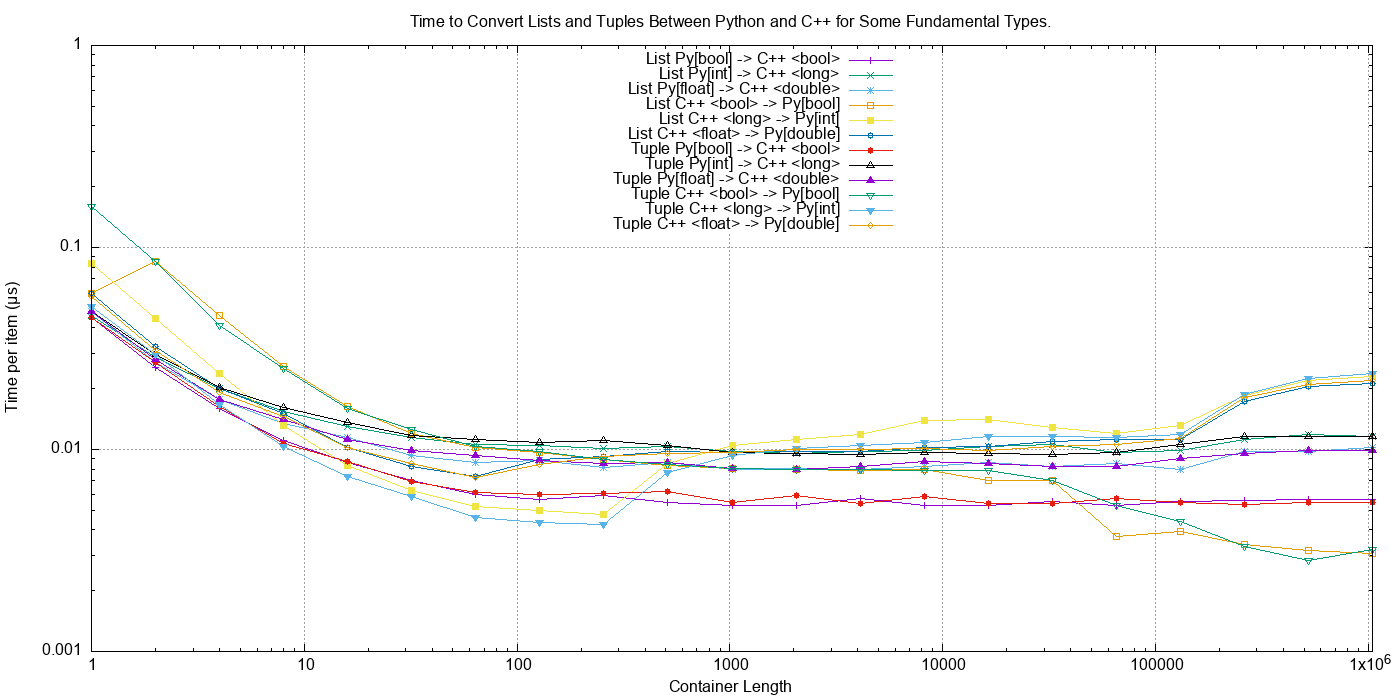 Time to Convert Lists and Tuples Between Python and C++ for Some Fundamental Types.
List Py[bool] -> C++ <bool>
List Py[int] -> C++ <long>
List Py[float] -> C++ <double>
List C++ <bool> -> Py[bool]
List C++ <long> -> Py[int]
List C++ <float> -> Py[double]
Tuple Py[bool] -> C++ <bool>
Tuple Py[int] -> C++ <long>
Tuple Py[float] -> C++ <double>
Tuple C++ <bool> -> Py[bool]
Tuple C++ <long> -> Py[int]
Tuple C++ <float> -> Py[double]
Time per item (µs)
1
0.1
0.01
0.001
1 10 100 1000 10000 100000 1x10⁶
Container Length